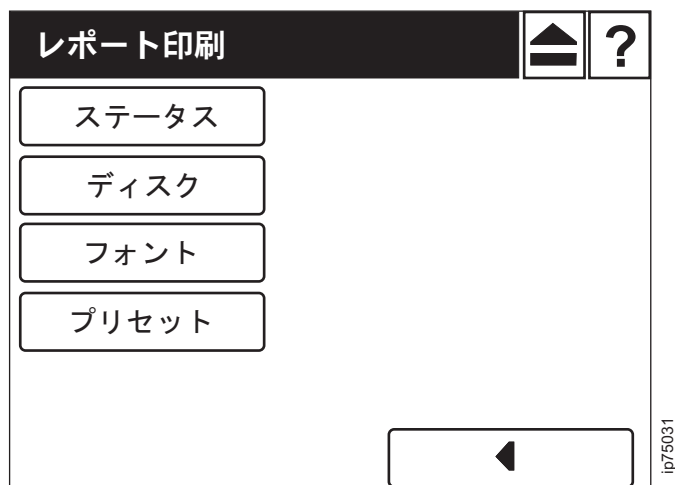 レポート印刷
?
ステータス
ディスク
フォント
プリセット
ip75031